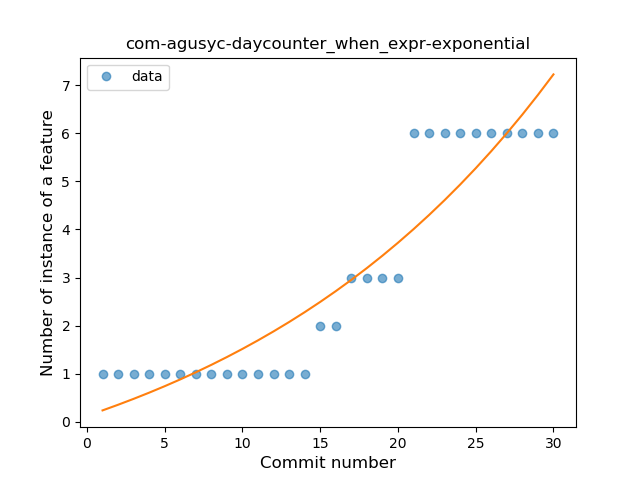 com-agusyc-daycounter_when_expr-exponential
data
Number of instance of a feature
7
6
5
4
3
2
1
0
0 5 10 15 20 25 30
Commit number